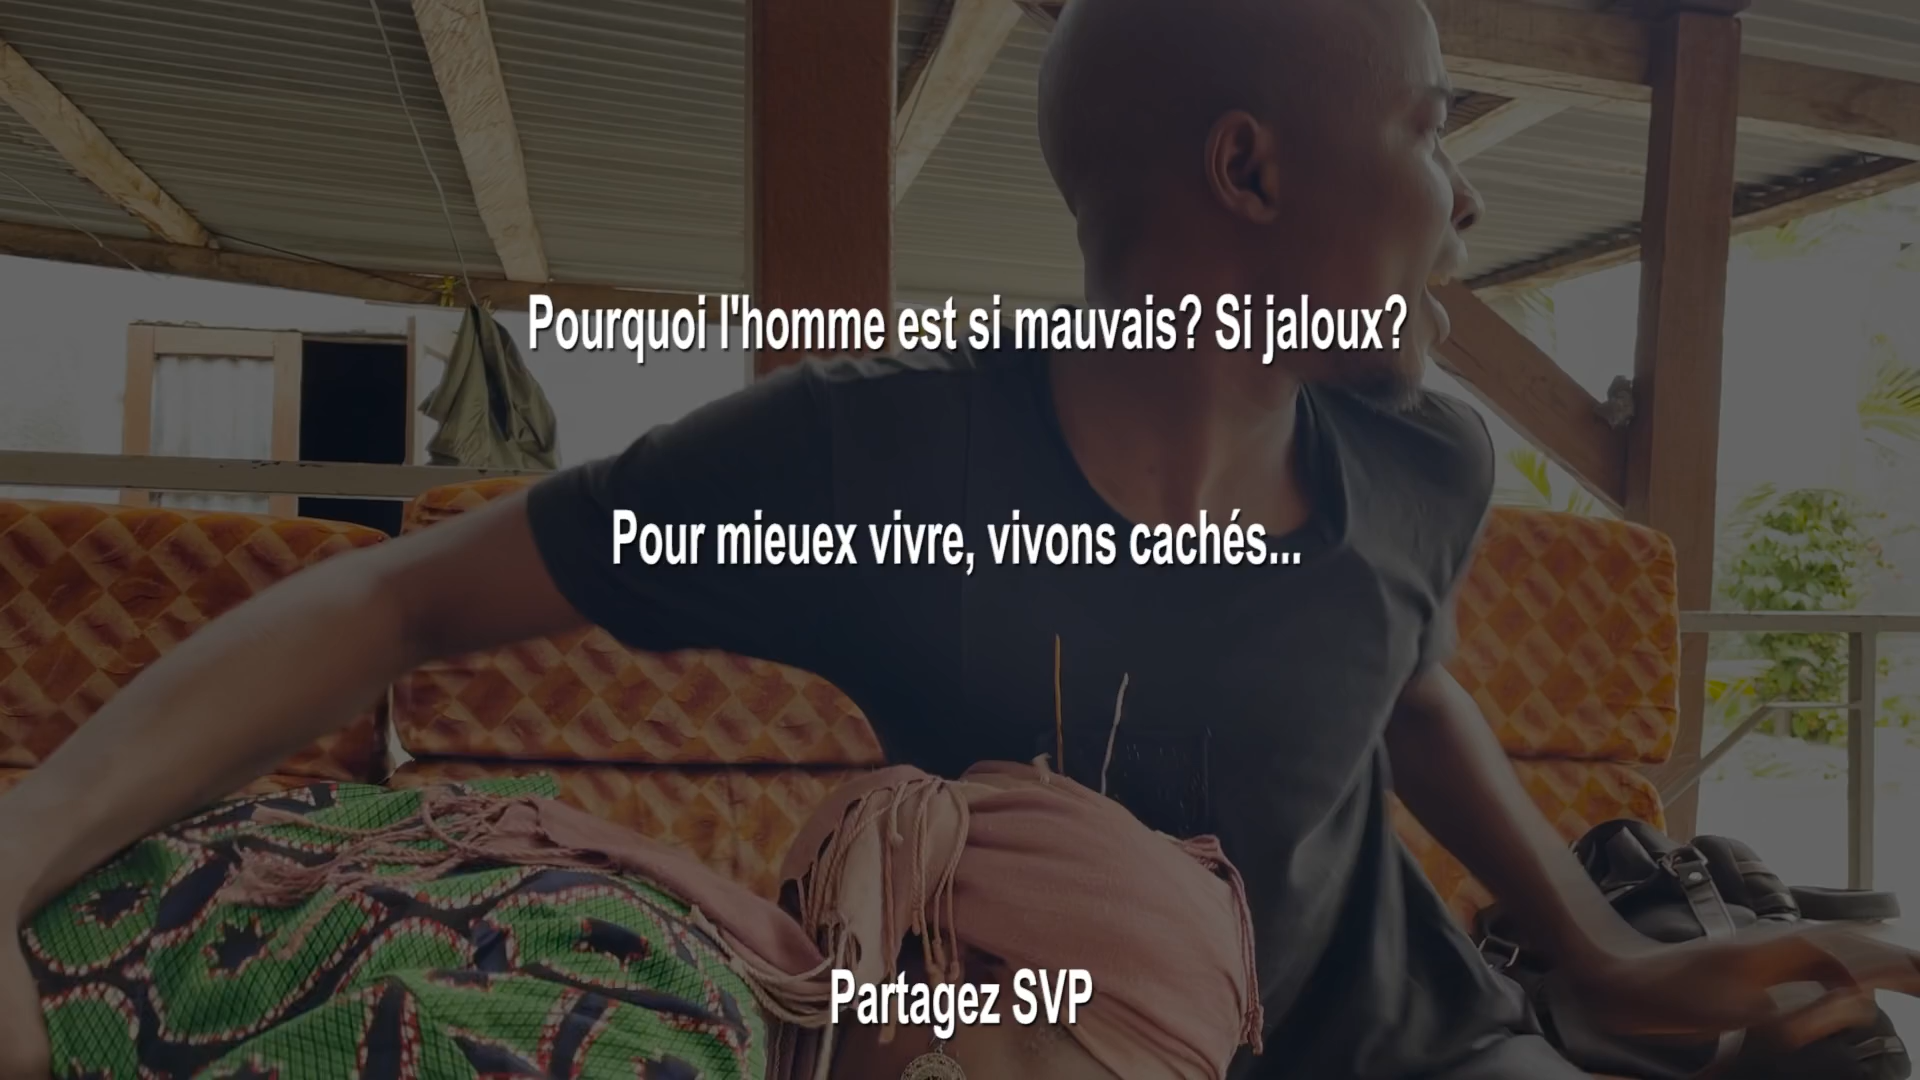 Pourquoi l'homme est si mauvais? Si jaloux?
Pour mieuex vivre, vivons cachés...
Partagez SVP